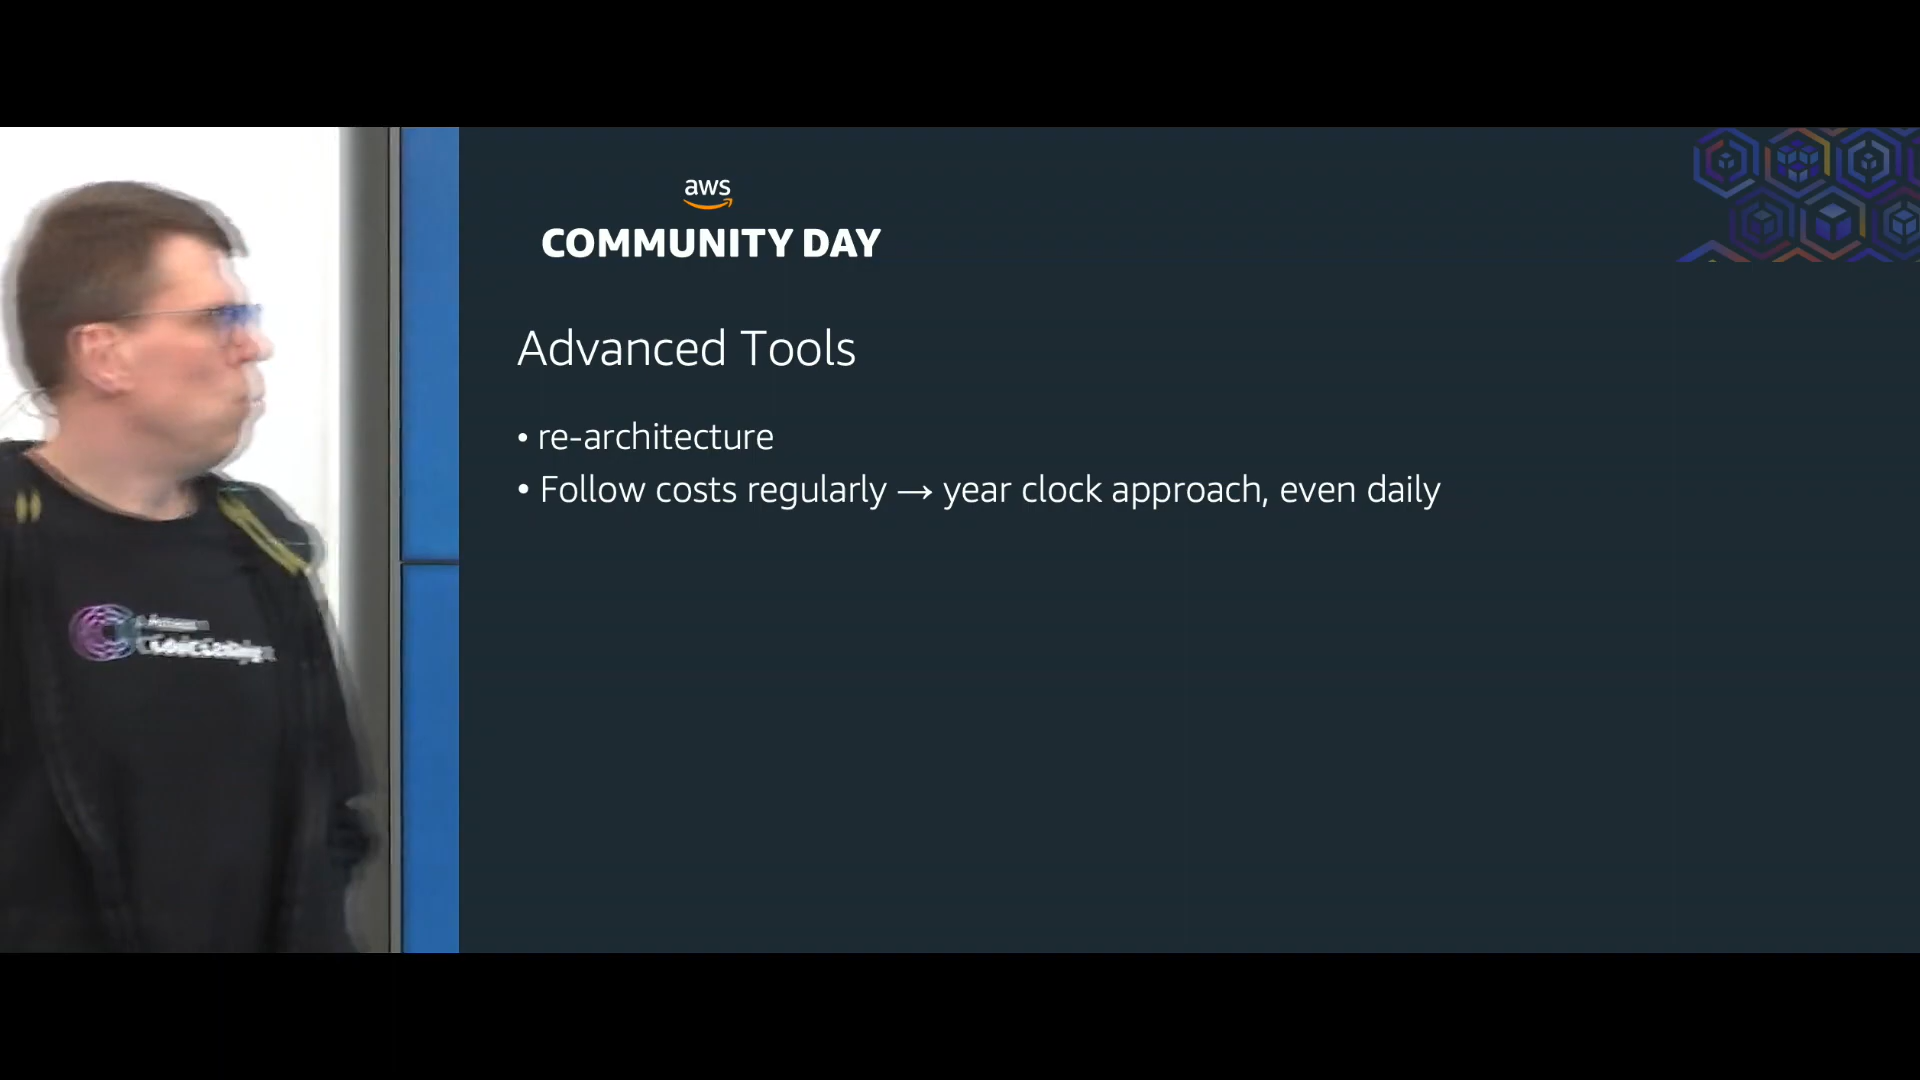 aws
COMMUNITY DAY
Advanced Tools
• re-architecture
• Follow costs regularly → year clock approach, even daily